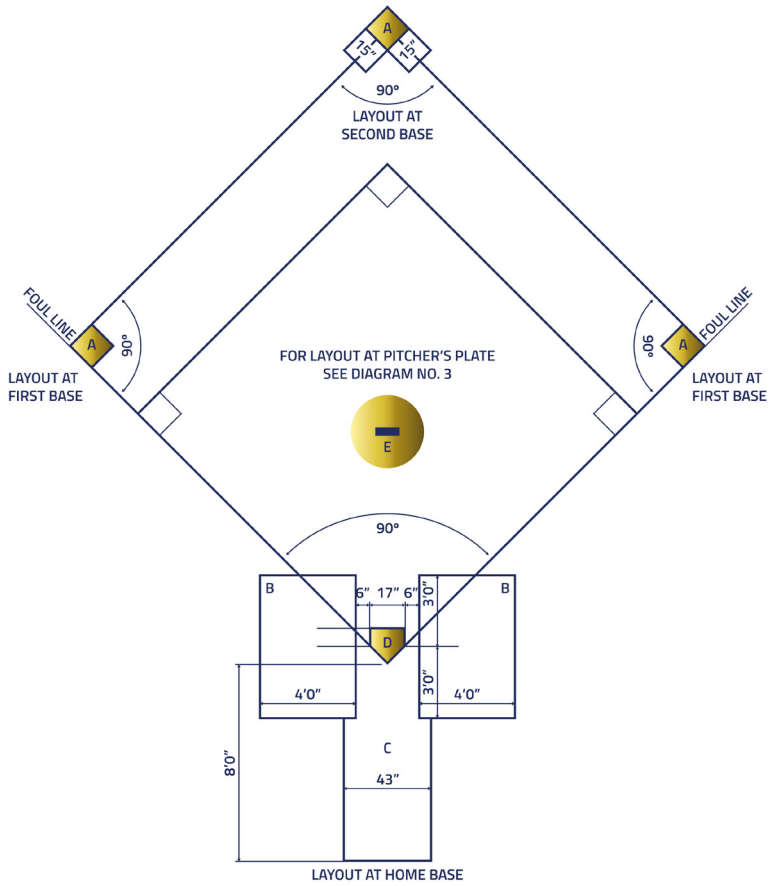 A
15”
15”
90°
LAYOUT AT
SECOND BASE
FOUL LINE
FOUL LINE
A
90°
90°
A
FOR LAYOUT AT PITCHER’S PLATE
SEE DIAGRAM NO. 3
LAYOUT AT
FIRST BASE
LAYOUT AT
FIRST BASE
E
90°
B
6” 17” 6”
3’0”
B
D
4’0”
3’0”
4’0”
C
8’0”
43”
LAYOUT AT HOME BASE